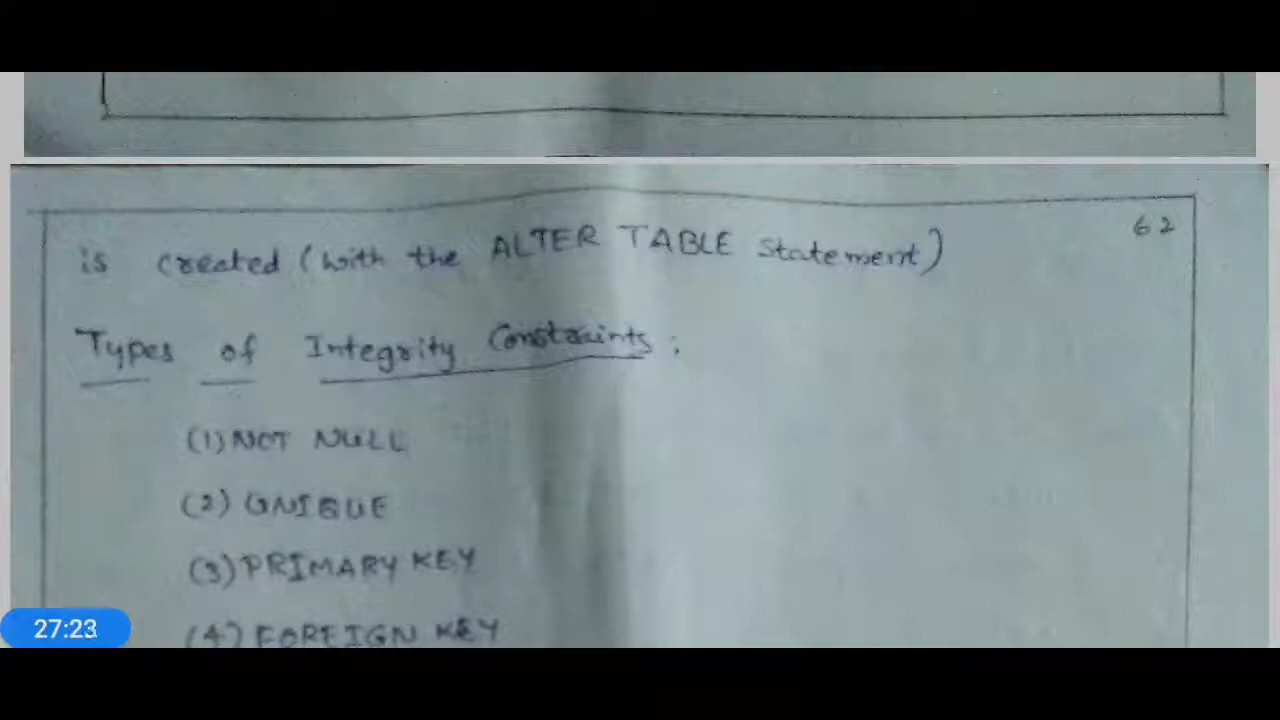 62
is created (with the ALTER TABLE statement)
Types of Integrity Constraints:
(1) NOT NULL
(2) UNIQUE
(3) PRIMARY KEY
(4) FOREIGN KEY
27:23